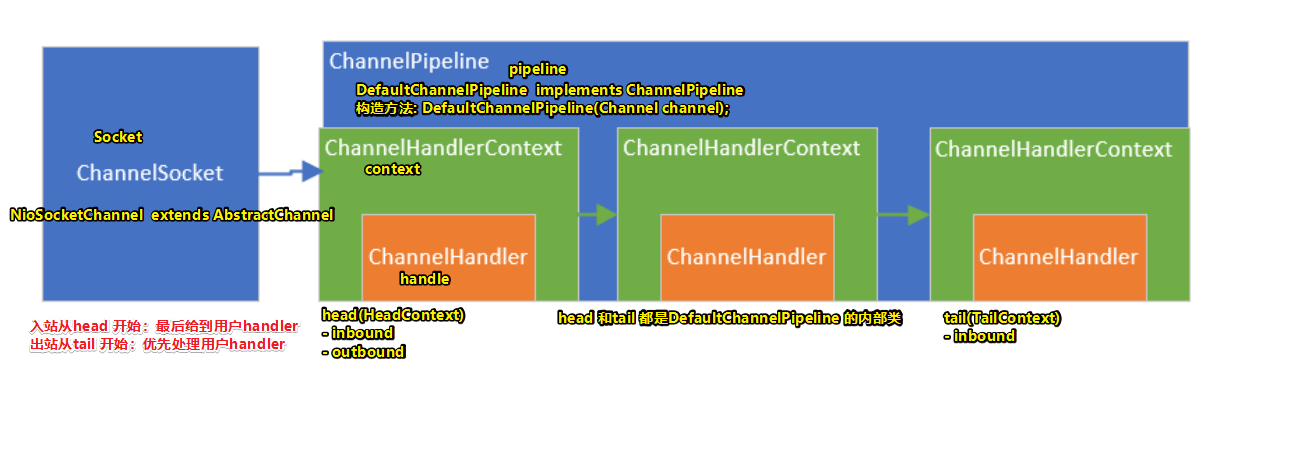 ChannelPipeline
pipeline
DefaultChannelPipeline  implements ChannelPipeline
构造方法: DefaultChannelPipeline(Channel channel);
Socket
ChannelSocket
NioSocketChannel  extends AbstractChannel
ChannelHandlerContext
context
ChannelHandler
handle
ChannelHandlerContext
ChannelHandler
ChannelHandlerContext
ChannelHandler
入站从head 开始：最后给到用户handler
出站从tail 开始：优先处理用户handler
head(HeadContext)
- inbound
- outbound
head 和tail 都是DefaultChannelPipeline 的内部类
tail(TailContext)
- inbound